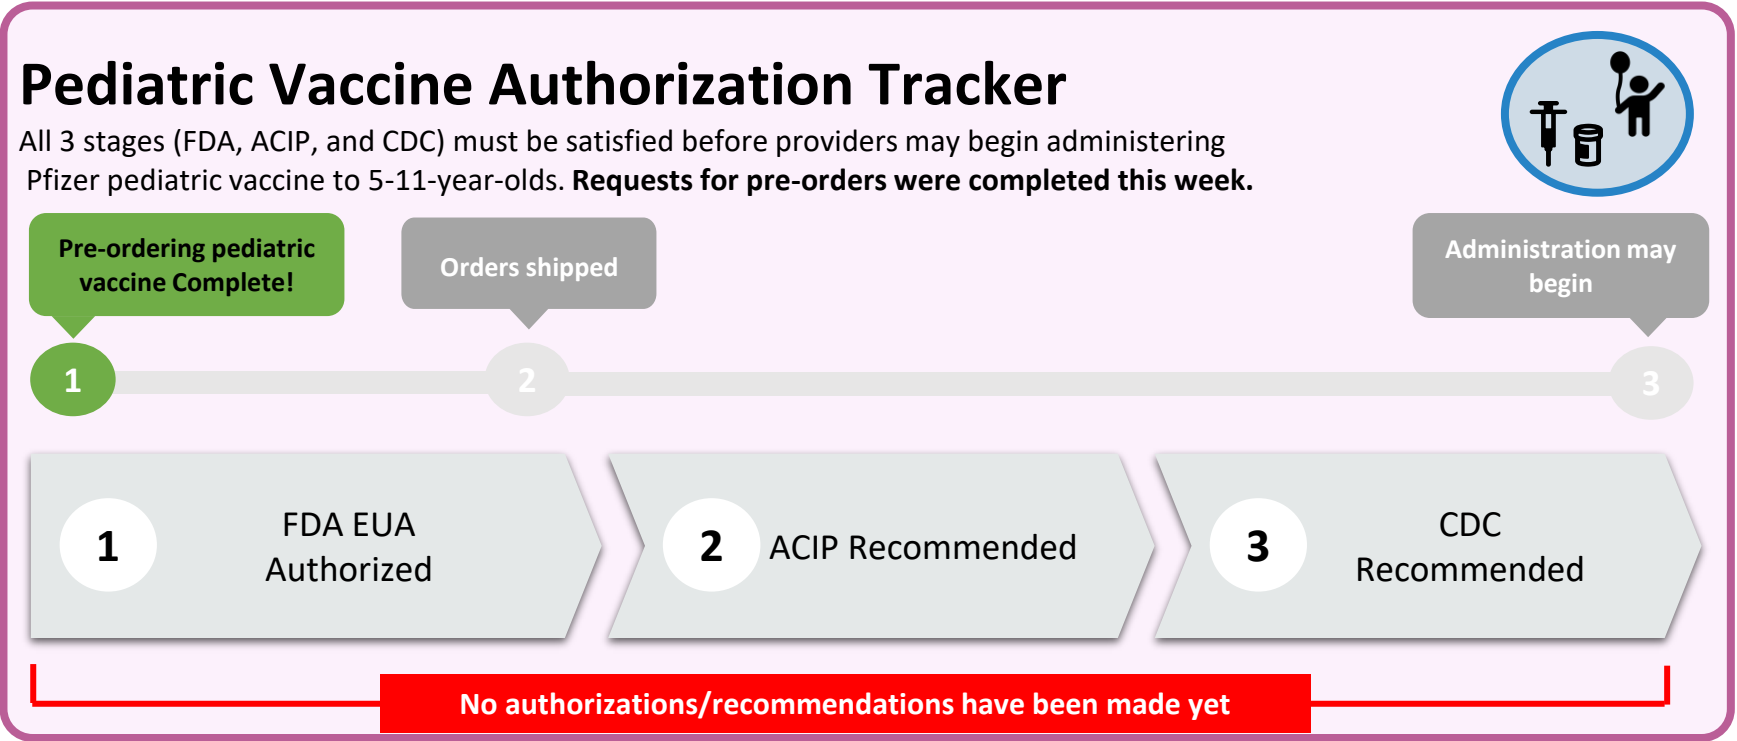 Pediatric Vaccine Authorization Tracker
All 3 stages (FDA, ACIP, and CDC) must be satisfied before providers may begin administering
Pfizer pediatric vaccine to 5-11-year-olds. Requests for pre-orders were completed this week.
Pre-ordering pediatric
vaccine Complete!
Orders shipped
Administration may
begin
1
2
3
1
FDA EUA
Authorized
2
ACIP Recommended
3
CDC
Recommended
No authorizations/recommendations have been made yet